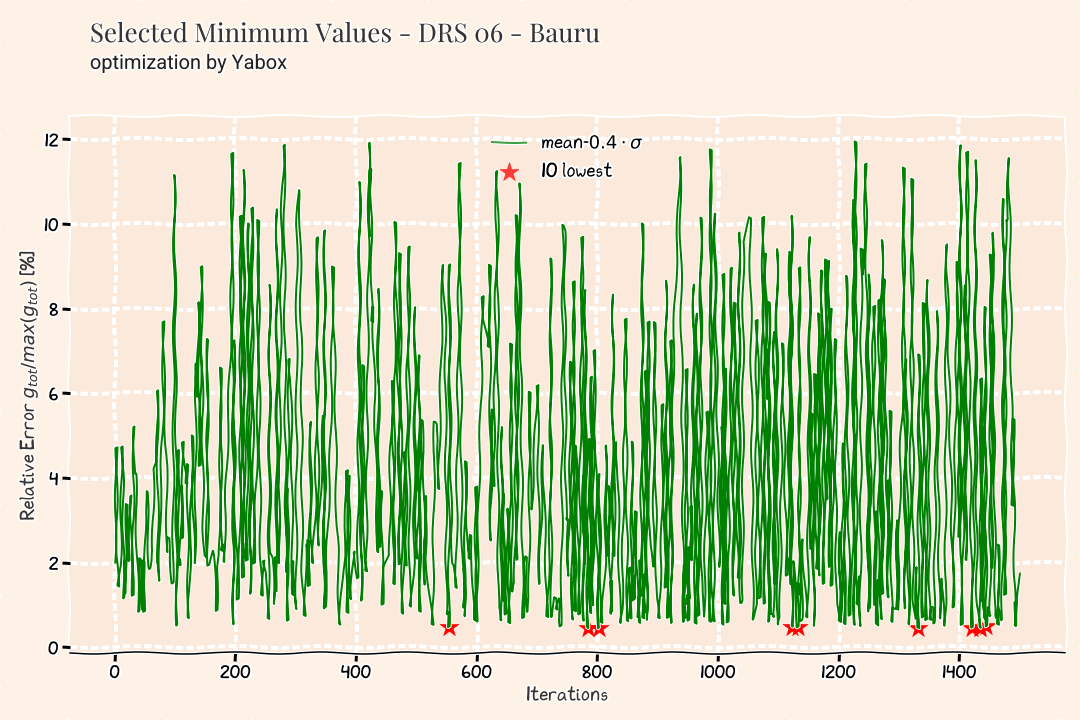 Selected Minimum Values - DRS 06 - Bauru
optimization by Yabox
mean-0.4 · σ
10 lowest
Relative Error g_tot/max(g_tot) [%]
12
10
8
6
4
2
0
0 200 400 600 800 1000 1200 1400
Iterations